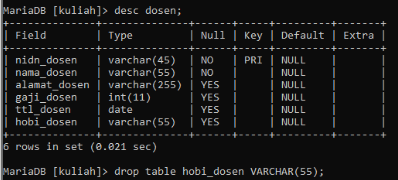 MariaDB [kuliah]> desc dosen;
+--------------+--------------+------+-----+---------+-------+
| Field | Type | Null | Key | Default | Extra |
+--------------+--------------+------+-----+---------+-------+
| nidn_dosen | varchar(45) | NO | PRI | NULL | |
| nama_dosen | varchar(55) | NO | | NULL | |
| alamat_dosen | varchar(255) | YES | | NULL | |
| gaji_dosen | int(11) | YES | | NULL | |
| ttl_dosen | date | YES | | NULL | |
| hobi_dosen | varchar(55) | YES | | NULL | |
+--------------+--------------+------+-----+---------+-------+
6 rows in set (0.021 sec)
MariaDB [kuliah]> drop table hobi_dosen VARCHAR(55);